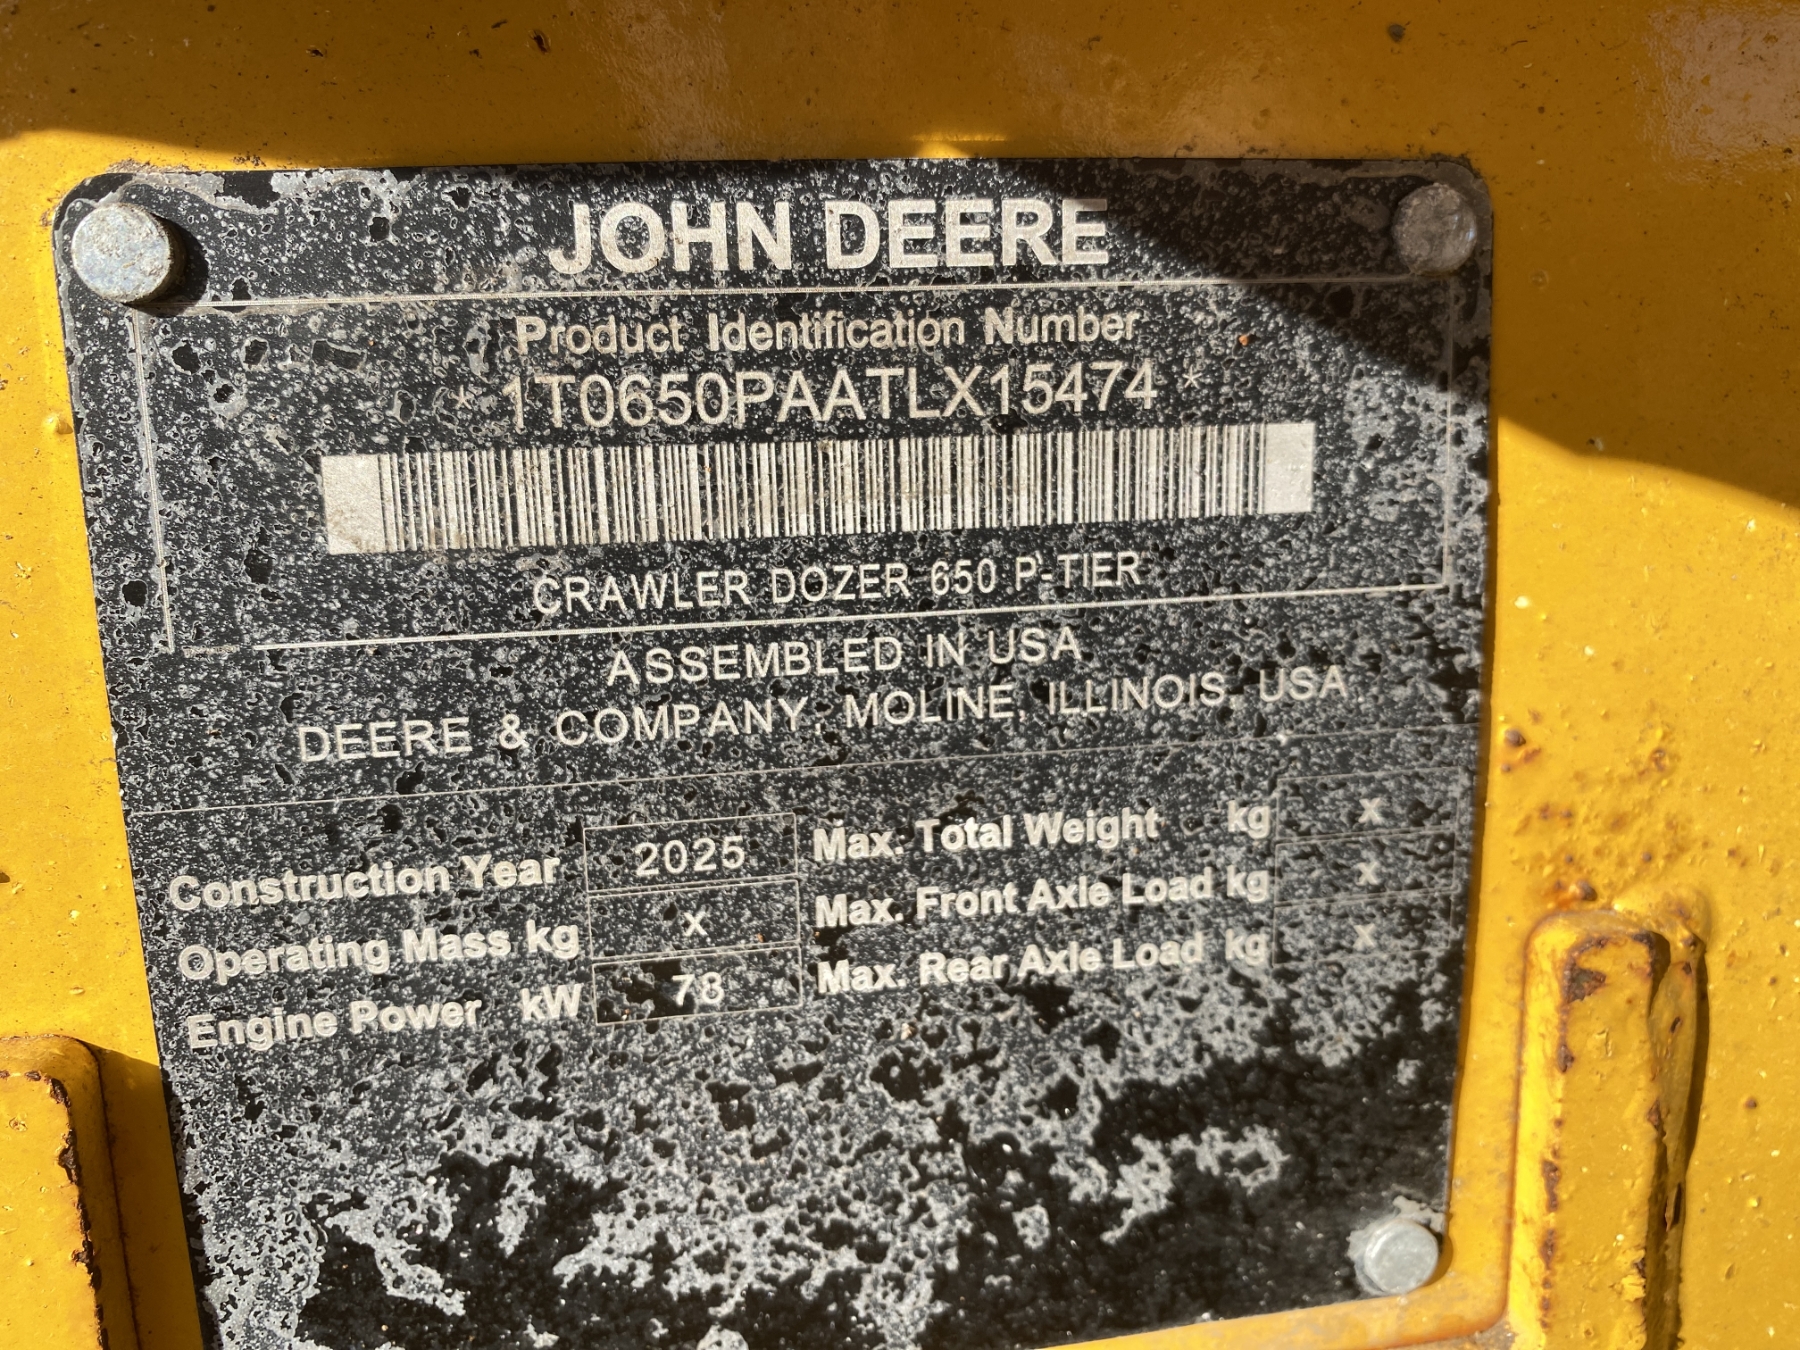 JOHN DEERE
Product Identification Number
* 1T0650PAATLX15474 *
CRAWLER DOZER 650 P-TIER
ASSEMBLED IN USA
DEERE & COMPANY, MOLINE, ILLINOIS, USA
Construction Year 2025 Max. Total Weight kg X
Operating Mass kg X Max. Front Axle Load kg X
Engine Power kW 78 Max. Rear Axle Load kg X